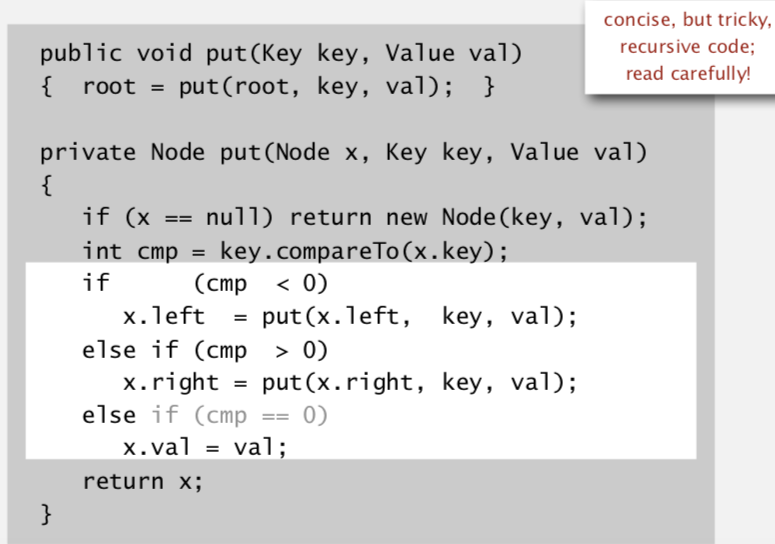 concise, but tricky,
recursive code;
read carefully!
public void put(Key key, Value val)
{  root = put(root, key, val);  }
private Node put(Node x, Key key, Value val)
{
   if (x == null) return new Node(key, val);
   int cmp = key.compareTo(x.key);
   if      (cmp  < 0)
      x.left  = put(x.left,  key, val);
   else if (cmp  > 0)
      x.right = put(x.right, key, val);
   else if (cmp == 0)
      x.val = val;
   return x;
}